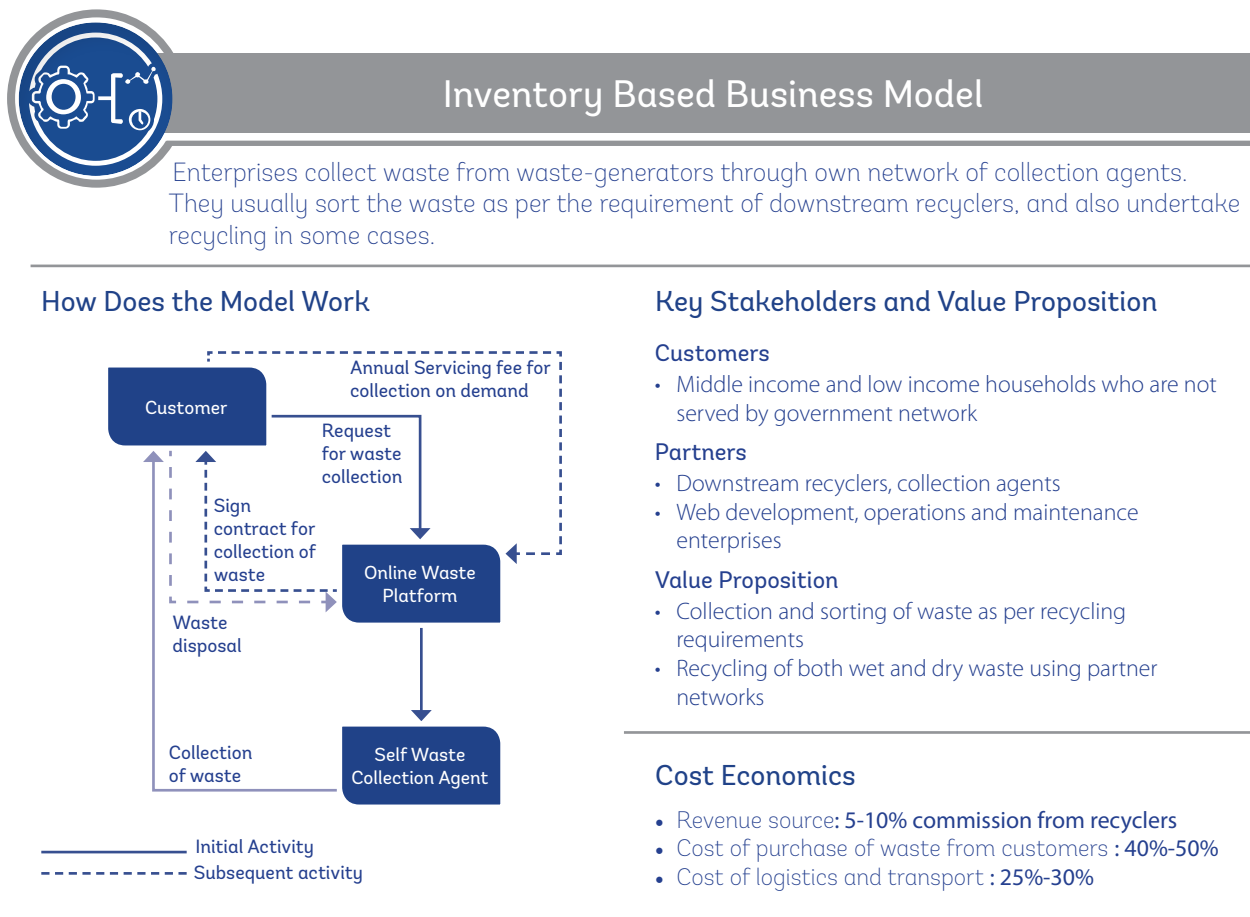 Inventory Based Business Model
Enterprises collect waste from waste-generators through own network of collection agents.
They usually sort the waste as per the requirement of downstream recyclers, and also undertake
recycling in some cases.
How Does the Model Work
Customer
Annual Servicing fee for
collection on demand
Request
for waste
collection
Sign
contract for
collection of
waste
Online Waste
Platform
Waste
disposal
Collection
of waste
Self Waste
Collection Agent
Initial Activity
Subsequent activity
Key Stakeholders and Value Proposition
Customers
• Middle income and low income households who are not
served by government network
Partners
• Downstream recyclers, collection agents
• Web development, operations and maintenance
enterprises
Value Proposition
• Collection and sorting of waste as per recycling
requirements
• Recycling of both wet and dry waste using partner
networks
Cost Economics
• Revenue source: 5-10% commission from recyclers
• Cost of purchase of waste from customers : 40%-50%
• Cost of logistics and transport : 25%-30%